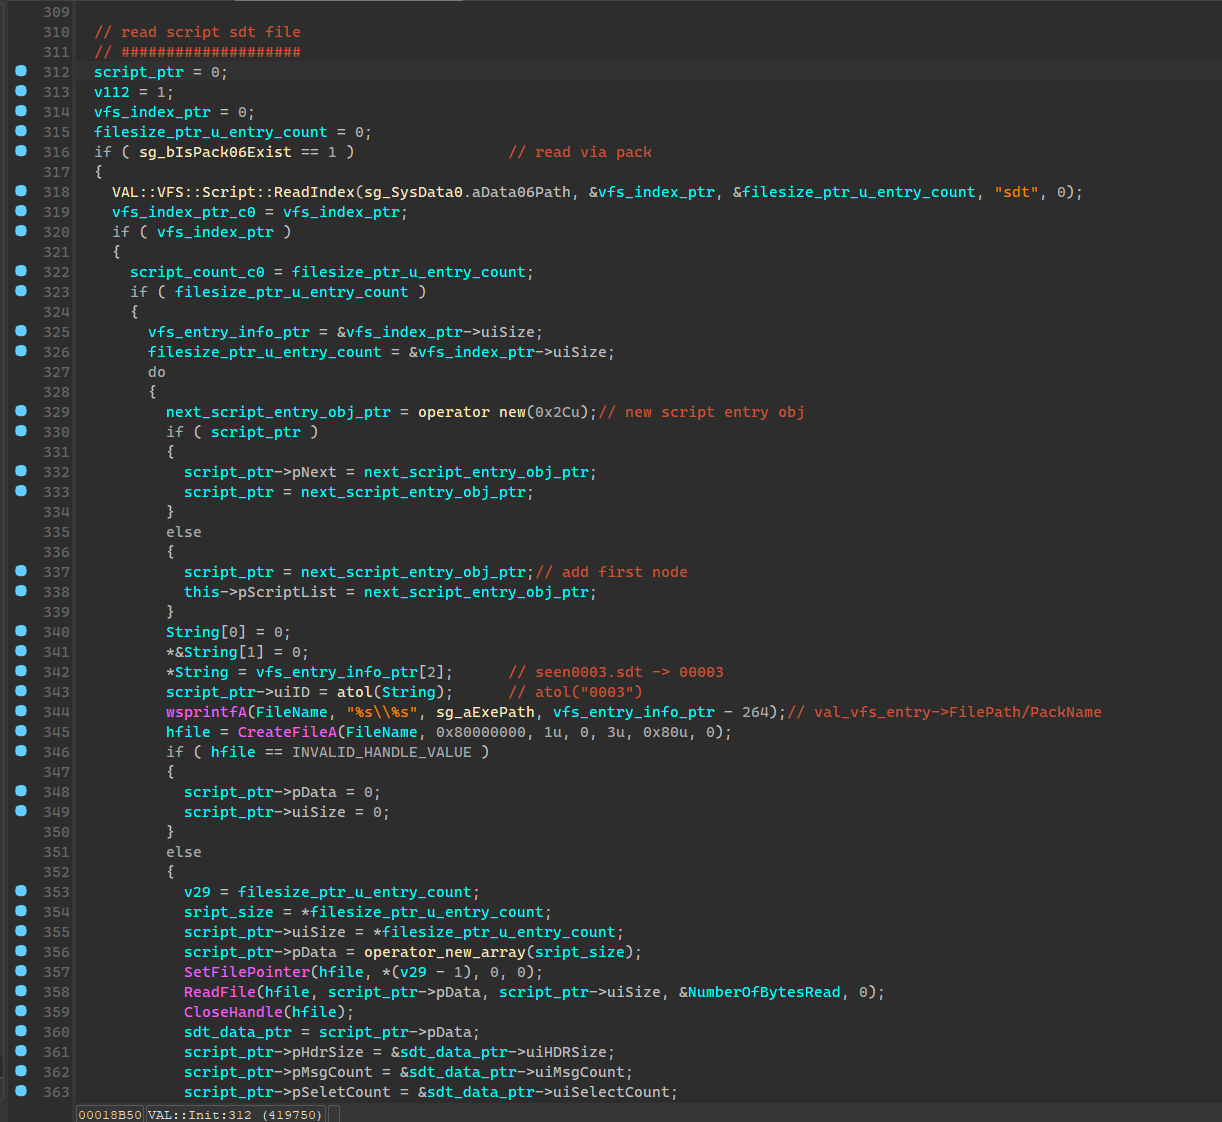 309
310 // read script sdt file
311 // ####################
312 script_ptr = 0;
313 v112 = 1;
314 vfs_index_ptr = 0;
315 filesize_ptr_u_entry_count = 0;
316 if ( sg_bIsPack06Exist == 1 ) // read via pack
317 {
318 VAL::VFS::Script::ReadIndex(sg_SysData0.aData06Path, &vfs_index_ptr, &filesize_ptr_u_entry_count, "sdt", 0);
319 vfs_index_ptr_c0 = vfs_index_ptr;
320 if ( vfs_index_ptr )
321 {
322 script_count_c0 = filesize_ptr_u_entry_count;
323 if ( filesize_ptr_u_entry_count )
324 {
325 vfs_entry_info_ptr = &vfs_index_ptr->uiSize;
326 filesize_ptr_u_entry_count = &vfs_index_ptr->uiSize;
327 do
328 {
329 next_script_entry_obj_ptr = operator new(0x2Cu);// new script entry obj
330 if ( script_ptr )
331 {
332 script_ptr->pNext = next_script_entry_obj_ptr;
333 script_ptr = next_script_entry_obj_ptr;
334 }
335 else
336 {
337 script_ptr = next_script_entry_obj_ptr;// add first node
338 this->pScriptList = next_script_entry_obj_ptr;
339 }
340 String[0] = 0;
341 *&String[1] = 0;
342 *String = vfs_entry_info_ptr[2]; // seen0003.sdt -> 00003
343 script_ptr->uiID = atol(String); // atol("0003")
344 wsprintfA(FileName, "%s\\%s", sg_aExePath, vfs_entry_info_ptr - 264);// val_vfs_entry->FilePath/PackName
345 hfile = CreateFileA(FileName, 0x80000000, 1u, 0, 3u, 0x80u, 0);
346 if ( hfile == INVALID_HANDLE_VALUE )
347 {
348 script_ptr->pData = 0;
349 script_ptr->uiSize = 0;
350 }
351 else
352 {
353 v29 = filesize_ptr_u_entry_count;
354 sript_size = *filesize_ptr_u_entry_count;
355 script_ptr->uiSize = *filesize_ptr_u_entry_count;
356 script_ptr->pData = operator_new_array(sript_size);
357 SetFilePointer(hfile, *(v29 - 1), 0, 0);
358 ReadFile(hfile, script_ptr->pData, script_ptr->uiSize, &NumberOfBytesRead, 0);
359 CloseHandle(hfile);
360 sdt_data_ptr = script_ptr->pData;
361 script_ptr->pHdrSize = &sdt_data_ptr->uiHDRSize;
362 script_ptr->pMsgCount = &sdt_data_ptr->uiMsgCount;
363 script_ptr->pSeletCount = &sdt_data_ptr->uiSelectCount;
00018B50 VAL::Init:312 (419750)